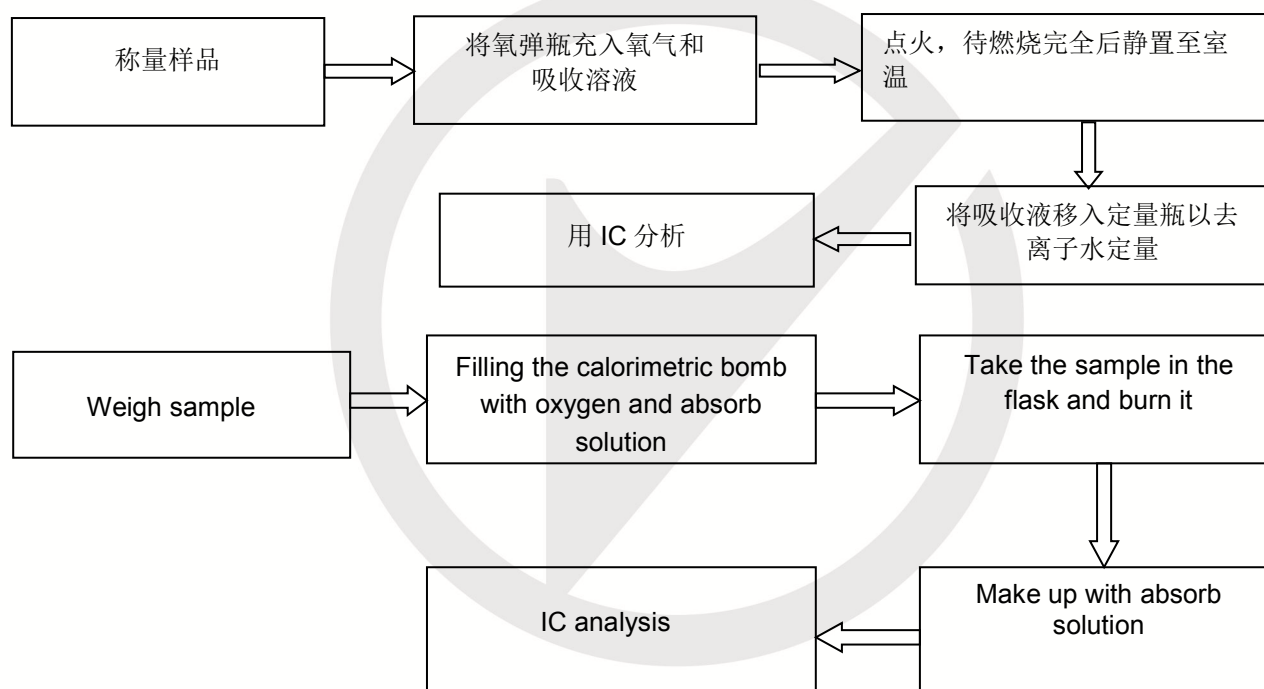 称量样品
将氧弹瓶充入氧气和
吸收溶液
点火，待燃烧完全后静置至室
温
用 IC 分析
将吸收液移入定量瓶以去
离子水定量
Weigh sample
Filling the calorimetric bomb
with oxygen and absorb
solution
Take the sample in the
flask and burn it
IC analysis
Make up with absorb
solution